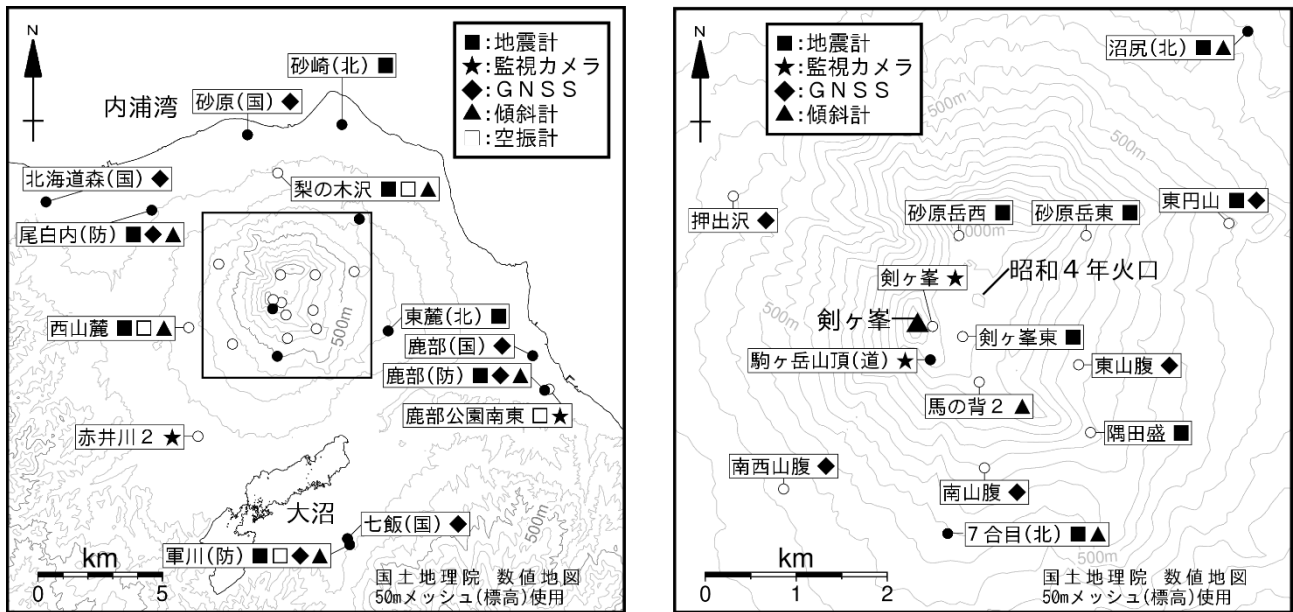 N
■:地震計
★:監視カメラ
◆:GNSS
▲:傾斜計
□:空振計
砂崎(北)■
砂原(国)◆
内浦湾
北海道森(国)◆
梨の木沢■□▲
尾白内(防)■◆▲
500m
西山麓■□▲
東麓(北)■
鹿部(国)◆
鹿部(防)■◆▲
鹿部公園南東□★
赤井川2★
大沼
500m
七飯(国)◆
軍川(防)■□◆▲
km
0 5
国土地理院 数値地図
50mメッシュ(標高)使用
N
■:地震計
★:監視カメラ
◆:GNSS
▲:傾斜計
沼尻(北)■▲
500m
500m
押出沢◆
砂原岳西■
砂原岳東■
東円山■◆
1000m
昭和4年火口
剣ヶ峯★
剣ヶ峯
剣ヶ峯東■
駒ヶ岳山頂(道)★
東山腹◆
馬の背2▲
隅田盛■
南西山腹◆
南山腹◆
7合目(北)■▲
500m
km
0 1 2
国土地理院 数値地図
50mメッシュ(標高)使用